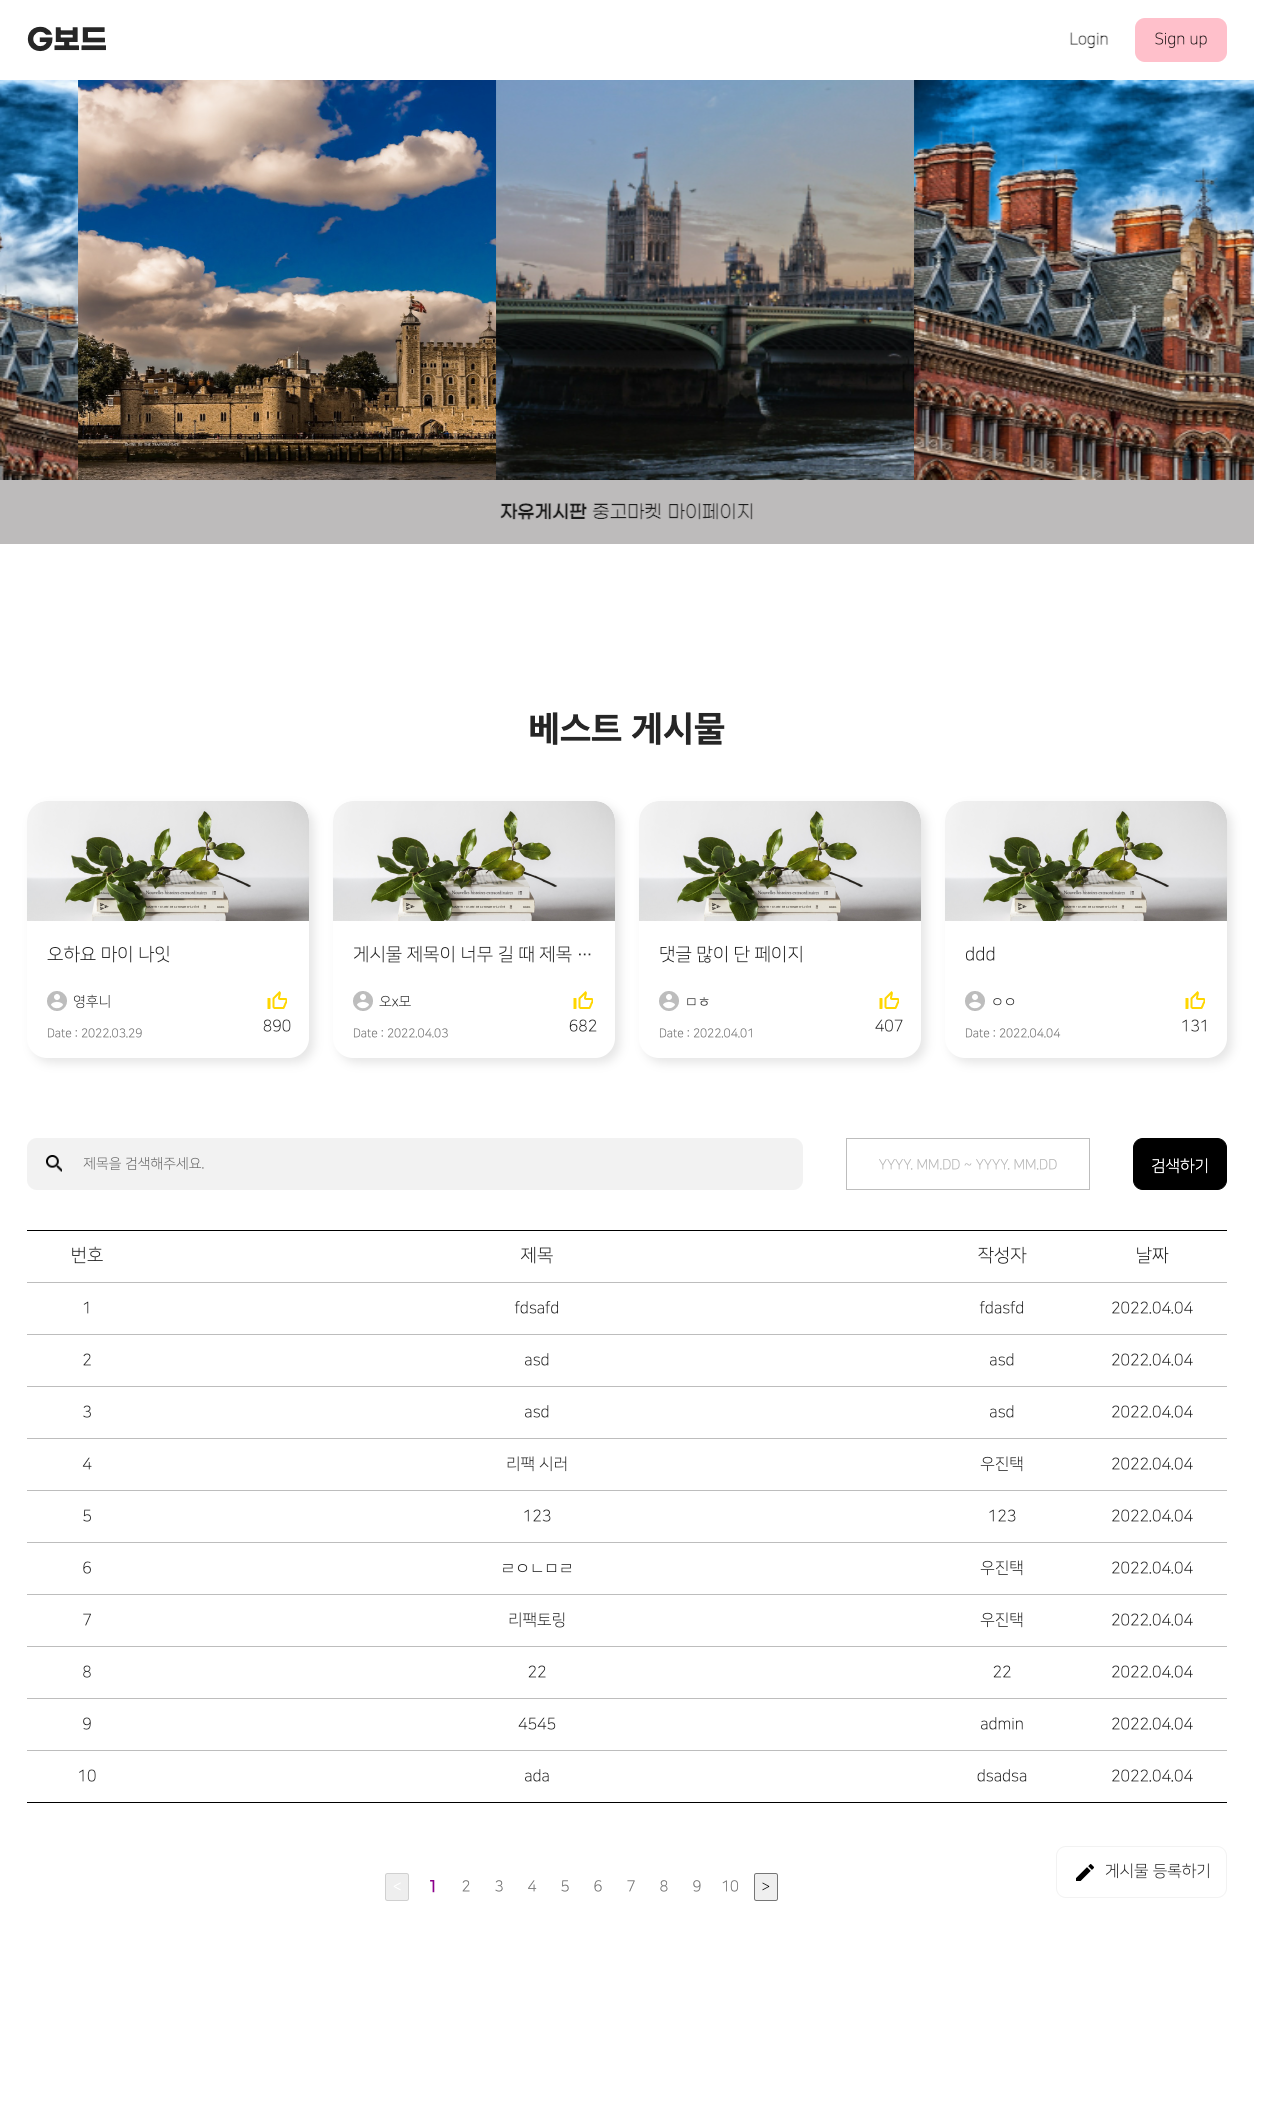 G보드
Login
Sign up
자유게시판 중고마켓 마이페이지
베스트 게시물
오하요 마이 나잇
영후니
Date : 2022.03.29
890
게시물 제목이 너무 길 때 제목 ...
오x모
Date : 2022.04.03
682
댓글 많이 단 페이지
ㅁㅎ
Date : 2022.04.01
407
ddd
ㅇㅇ
Date : 2022.04.04
131
제목을 검색해주세요.
YYYY. MM.DD ~ YYYY. MM.DD
검색하기
번호 제목 작성자 날짜
1 fdsafd fdasfd 2022.04.04
2 asd asd 2022.04.04
3 asd asd 2022.04.04
4 리팩 시러 우진택 2022.04.04
5 123 123 2022.04.04
6 ㄹㅇㄴㅁㄹ 우진택 2022.04.04
7 리팩토링 우진택 2022.04.04
8 22 22 2022.04.04
9 4545 admin 2022.04.04
10 ada dsadsa 2022.04.04
< 1 2 3 4 5 6 7 8 9 10 >
게시물 등록하기